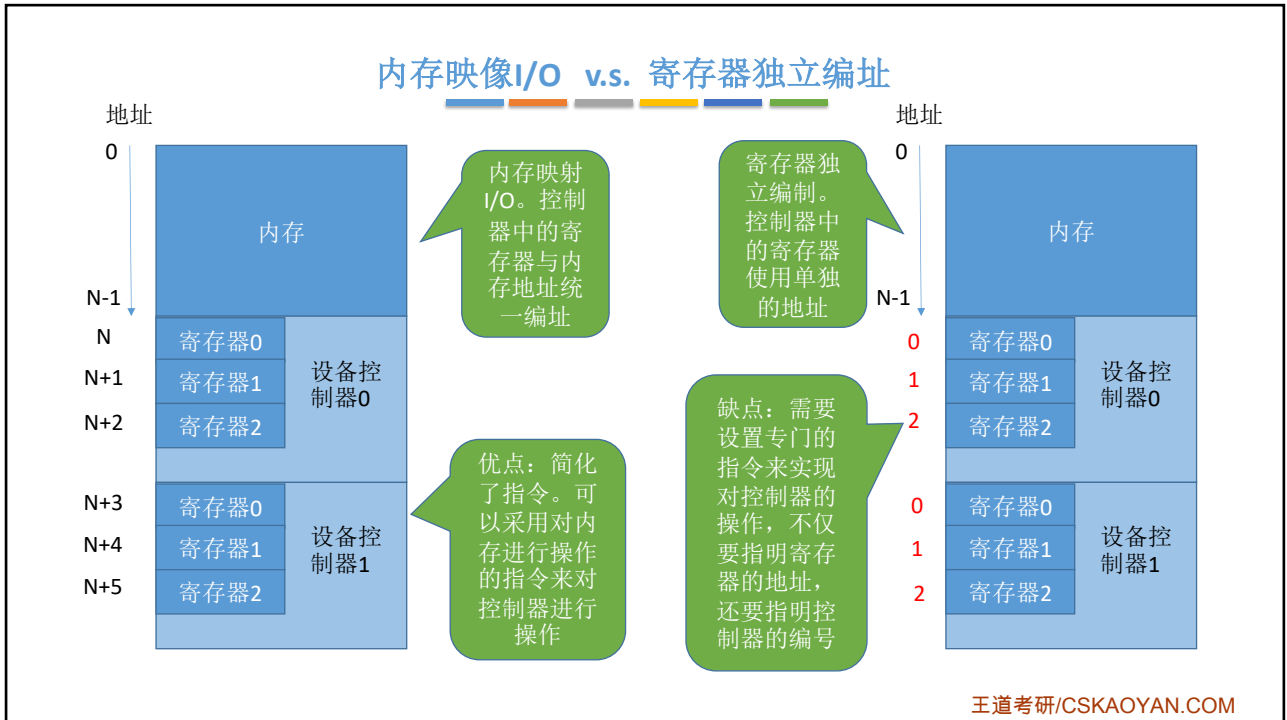 内存映像I/O v.s. 寄存器独立编址
地址
0
内存
N-1
N
N+1
N+2
寄存器0
寄存器1
寄存器2
设备控
制器0
N+3
N+4
N+5
寄存器0
寄存器1
寄存器2
设备控
制器1
内存映射
I/O。控制
器中的寄
存器与内
存地址统
一编址
优点：简化
了指令。可
以采用对内
存进行操作
的指令来对
控制器进行
操作
寄存器独
立编制。
控制器中
的寄存器
使用单独
的地址
缺点：需要
设置专门的
指令来实现
对控制器的
操作，不仅
要指明寄存
器的地址，
还要指明控
制器的编号
地址
0
内存
N-1
0
1
2
寄存器0
寄存器1
寄存器2
设备控
制器0
0
1
2
寄存器0
寄存器1
寄存器2
设备控
制器1
王道考研/CSKAOYAN.COM